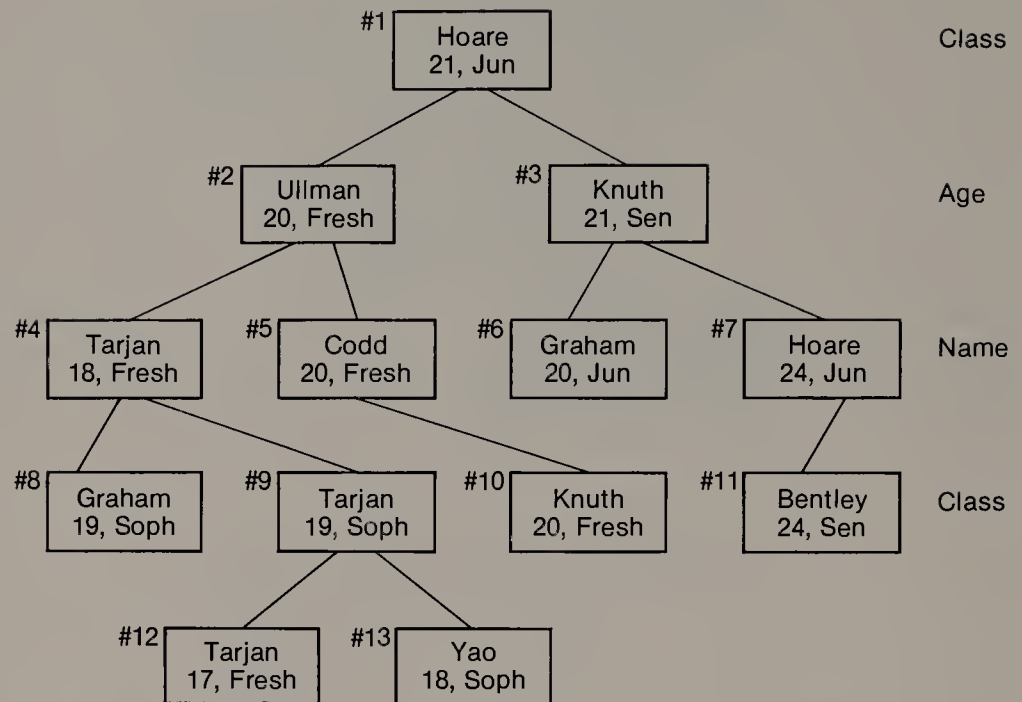 #1
Hoare
21, Jun
Class
#2
Ullman
20, Fresh
#3
Knuth
21, Sen
Age
#4
Tarjan
18, Fresh
#5
Codd
20, Fresh
#6
Graham
20, Jun
#7
Hoare
24, Jun
Name
#8
Graham
19, Soph
#9
Tarjan
19, Soph
#10
Knuth
20, Fresh
#11
Bentley
24, Sen
Class
#12
Tarjan
17, Fresh
#13
Yao
18, Soph